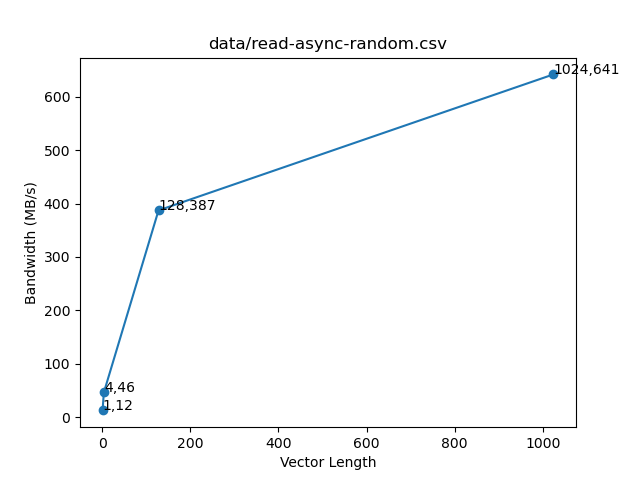 data/read-async-random.csv
1024,641
600
500
400
128,387
300
200
100
4,46
1,12
0
Bandwidth (MB/s)
0 200 400 600 800 1000
Vector Length